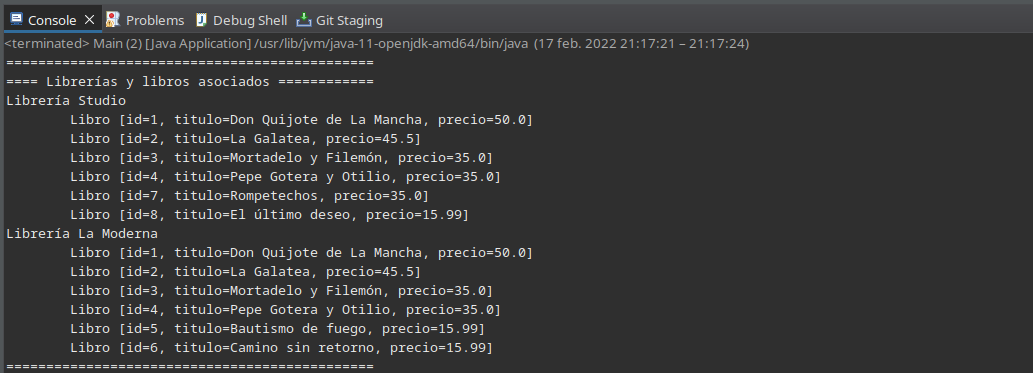 Console Problems Debug Shell Git Staging
<terminated> Main (2) [Java Application] /usr/lib/jvm/java-11-openjdk-amd64/bin/java (17 feb. 2022 21:17:21 – 21:17:24)
==============================================
==== Librerías y libros asociados ============
Librería Studio
Libro [id=1, titulo=Don Quijote de La Mancha, precio=50.0]
Libro [id=2, titulo=La Galatea, precio=45.5]
Libro [id=3, titulo=Mortadelo y Filemón, precio=35.0]
Libro [id=4, titulo=Pepe Gotera y Otilio, precio=35.0]
Libro [id=7, titulo=Rompetechos, precio=35.0]
Libro [id=8, titulo=El último deseo, precio=15.99]
Librería La Moderna
Libro [id=1, titulo=Don Quijote de La Mancha, precio=50.0]
Libro [id=2, titulo=La Galatea, precio=45.5]
Libro [id=3, titulo=Mortadelo y Filemón, precio=35.0]
Libro [id=4, titulo=Pepe Gotera y Otilio, precio=35.0]
Libro [id=5, titulo=Bautismo de fuego, precio=15.99]
Libro [id=6, titulo=Camino sin retorno, precio=15.99]
==============================================